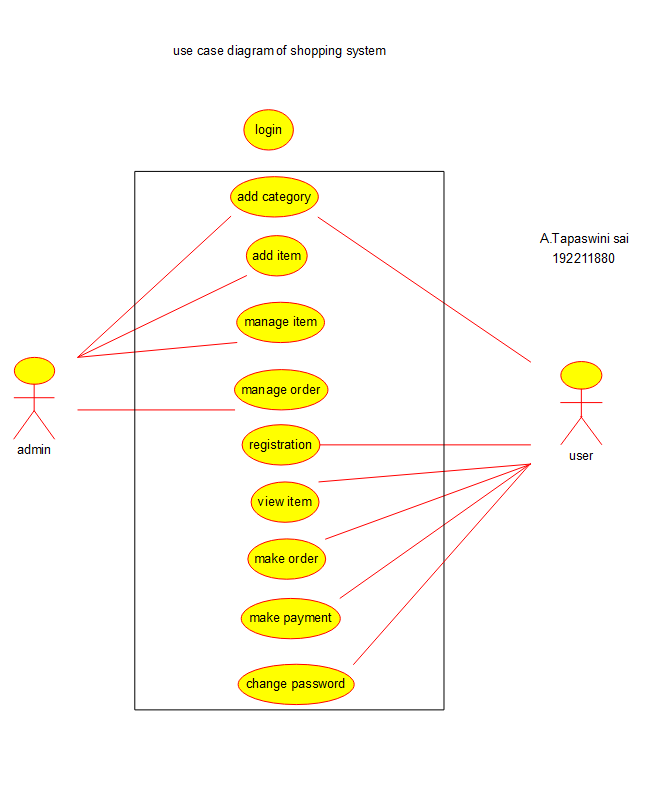 use case diagram of shopping system
login
add category
A.Tapaswini sai
192211880
add item
manage item
manage order
admin
registration
user
view item
make order
make payment
change password